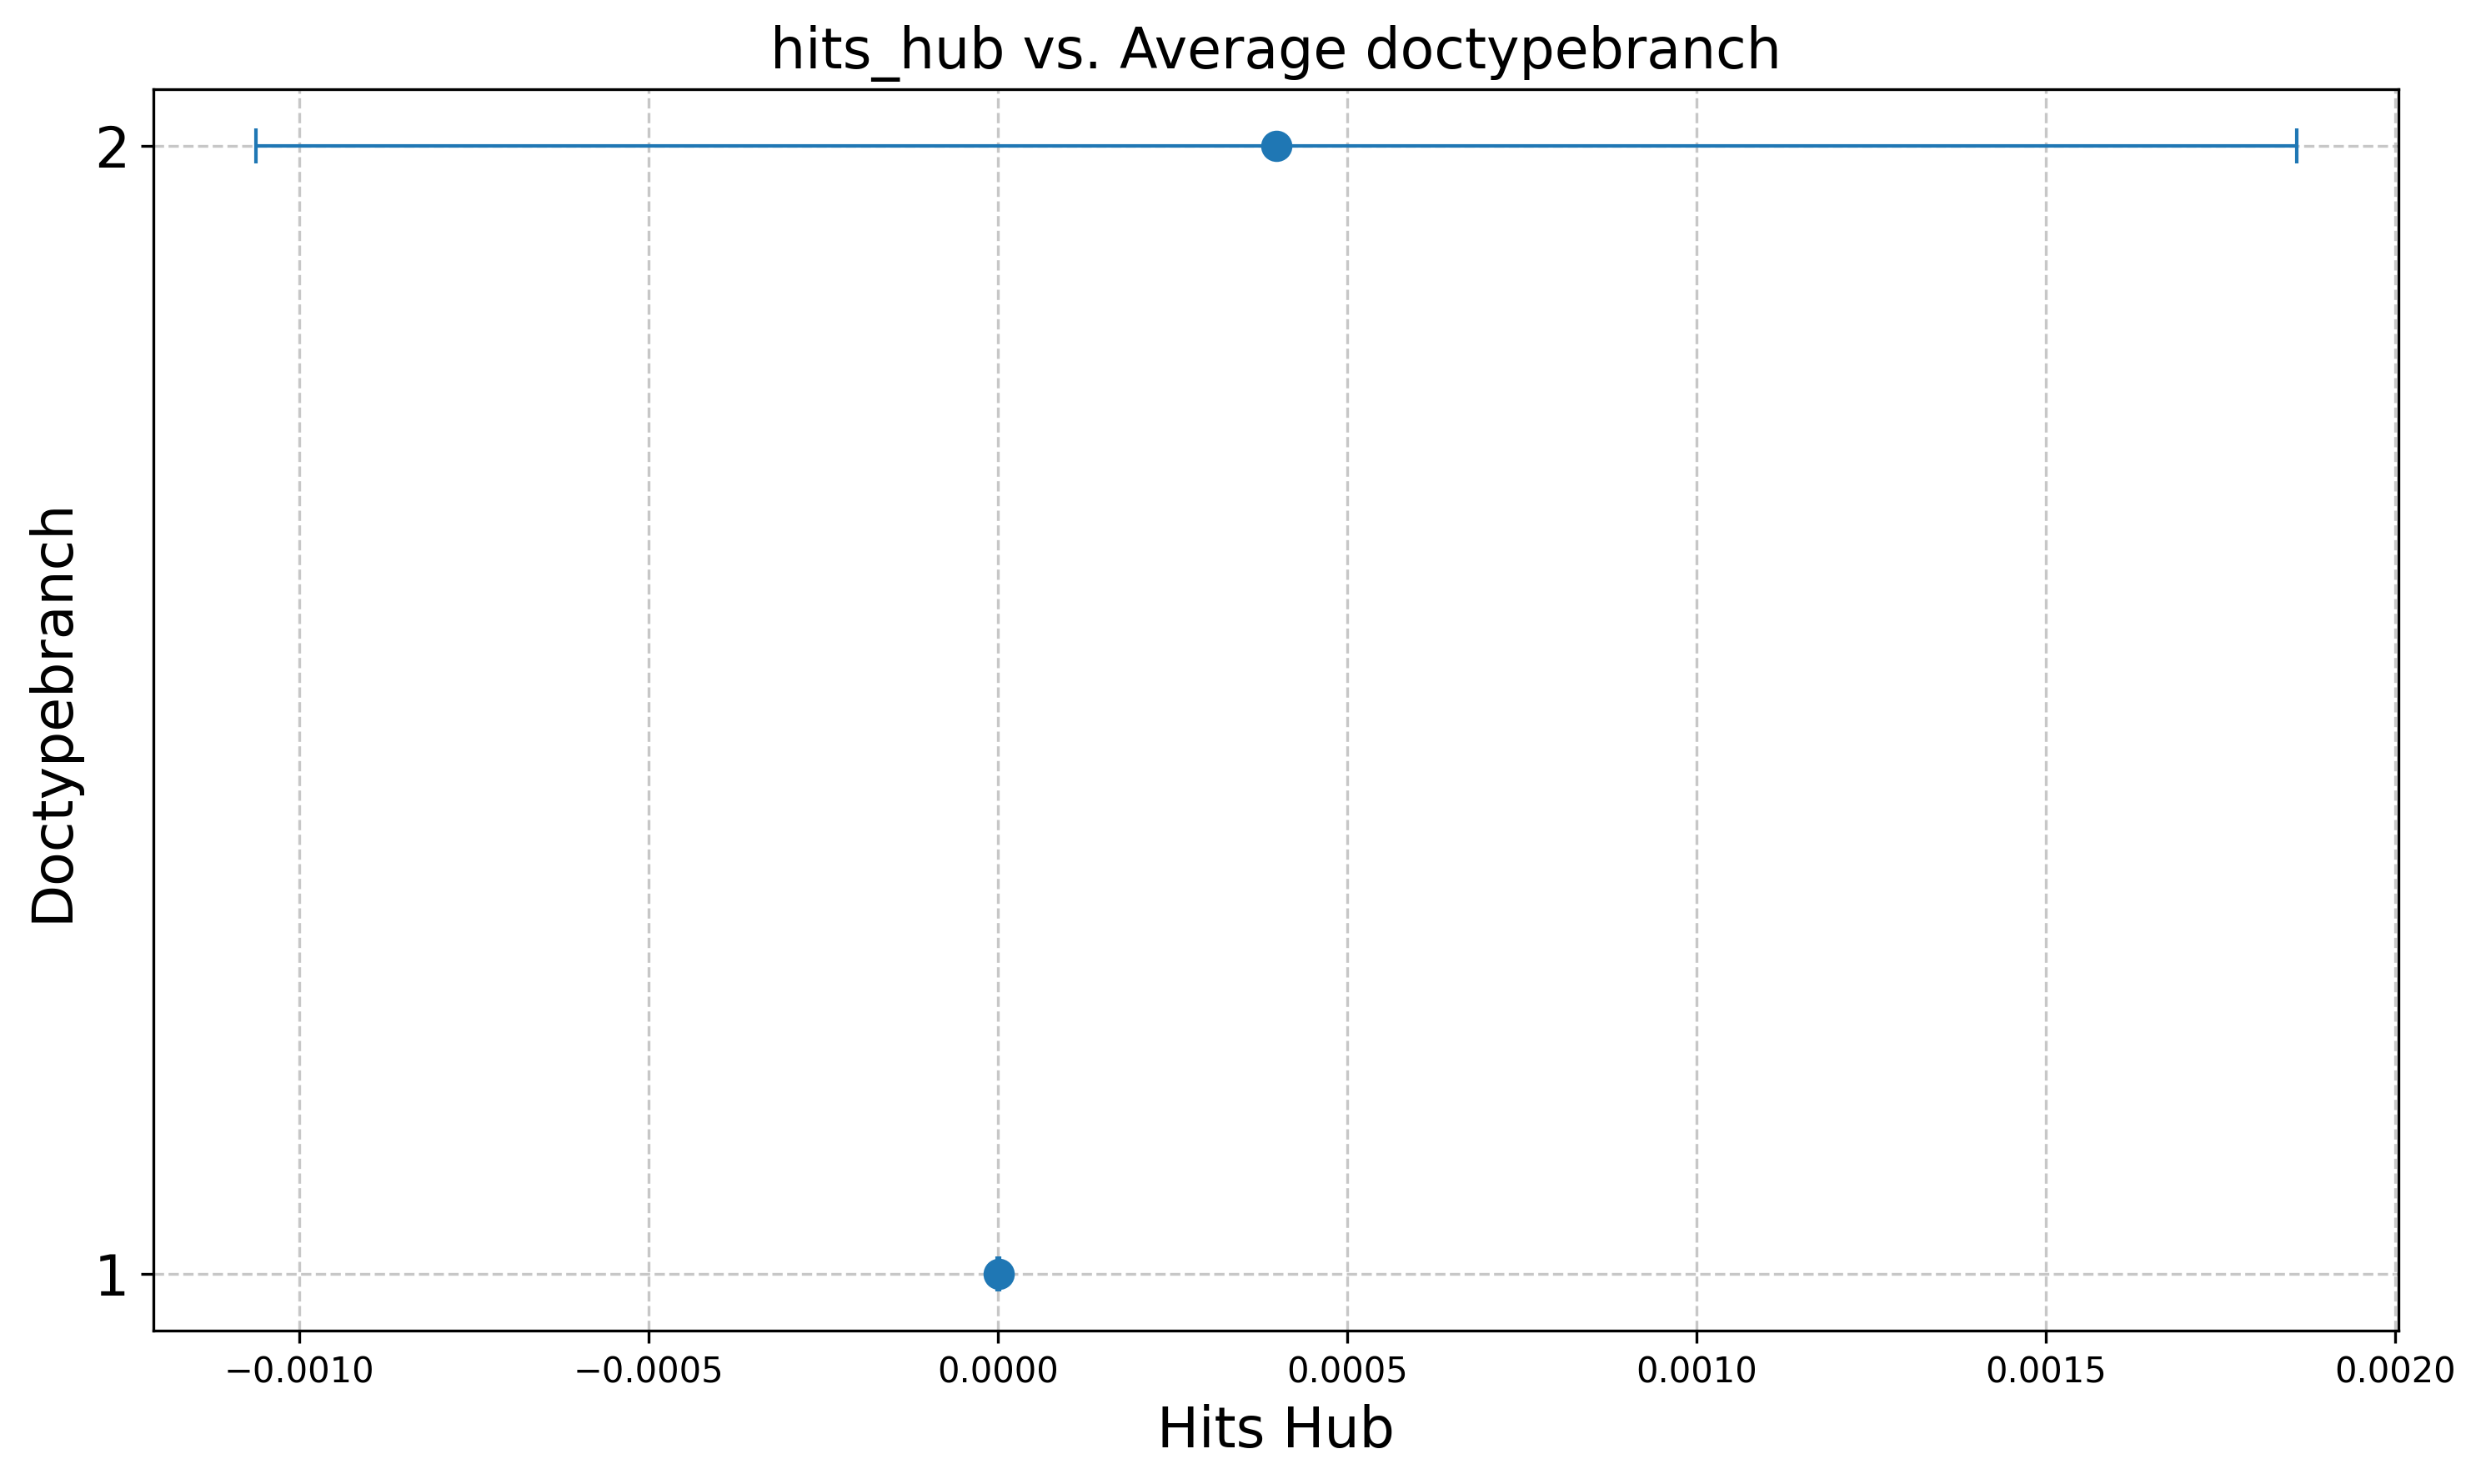 hits_hub vs. Average doctypebranch
2
Doctypebranch
1
−0.0010 −0.0005 0.0000 0.0005 0.0010 0.0015 0.0020
Hits Hub